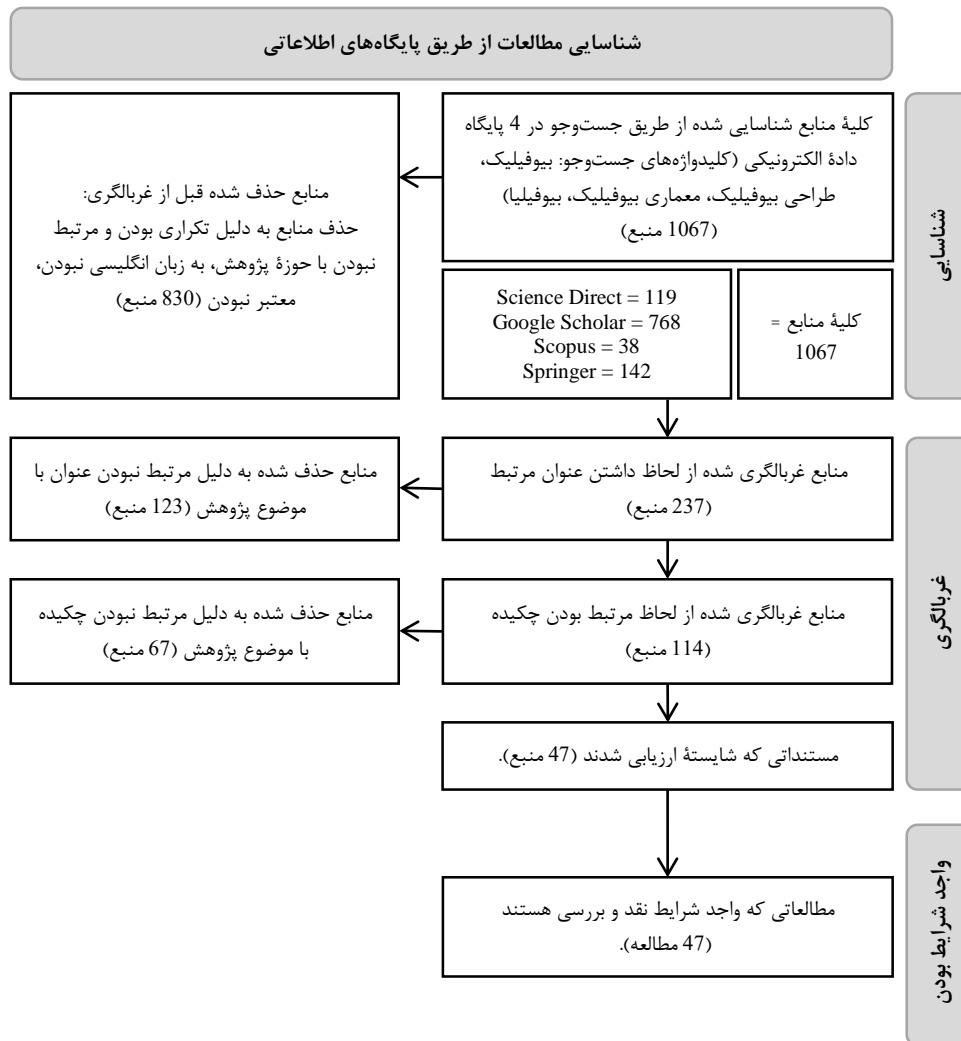 شناسایی مطالعات از طریق پایگاه‌های اطلاعاتی
شناسایی
کلیۀ منابع شناسایی شده از طریق جست‌وجو در 4 پایگاه
دادۀ الکترونیکی (کلیدواژه‌های جست‌وجو: بیوفیلیک،
طراحی بیوفیلیک، معماری بیوفیلیک، بیوفیلیا)
(1067 منبع)
منابع حذف شده قبل از غربالگری:
حذف منابع به دلیل تکراری بودن و مرتبط
نبودن با حوزۀ پژوهش، به زبان انگلیسی نبودن،
معتبر نبودن (830 منبع)
کلیۀ منابع =
1067
Science Direct = 119
Google Scholar = 768
Scopus = 38
Springer = 142
غربالگری
منابع غربالگری شده از لحاظ داشتن عنوان مرتبط
(237 منبع)
منابع حذف شده به دلیل مرتبط نبودن عنوان با
موضوع پژوهش (123 منبع)
منابع غربالگری شده از لحاظ مرتبط بودن چکیده
(114 منبع)
منابع حذف شده به دلیل مرتبط نبودن چکیده
با موضوع پژوهش (67 منبع)
مستنداتی که شایستۀ ارزیابی شدند (47 منبع).
واجد شرایط بودن
مطالعاتی که واجد شرایط نقد و بررسی هستند
(47 مطالعه).